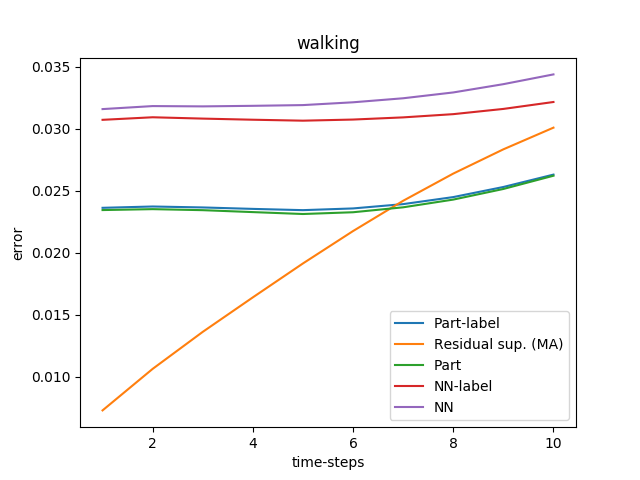 walking
error
0.035
0.030
0.025
0.020
0.015
0.010
2
4
6
8
10
time-steps
Part-label
Residual sup. (MA)
Part
NN-label
NN